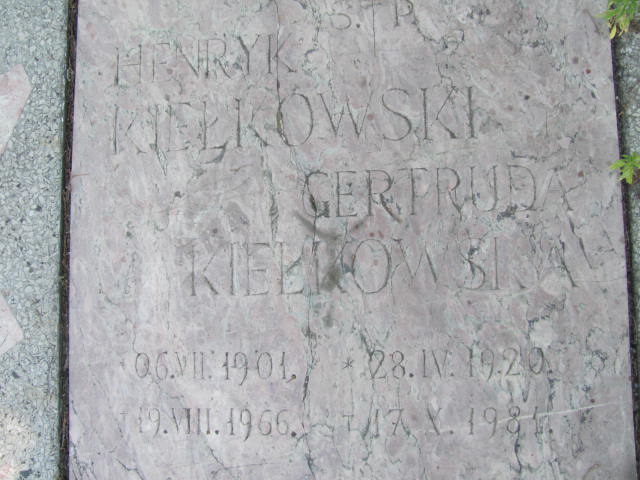 Ś. † P.
HENRYK
KIEŁKOWSKI
GERTRUDA
KIEŁKOWSKA
* 06.VII.1901. * 28.IV.1920.
† 19.VIII.1966. † 17.X.1981.